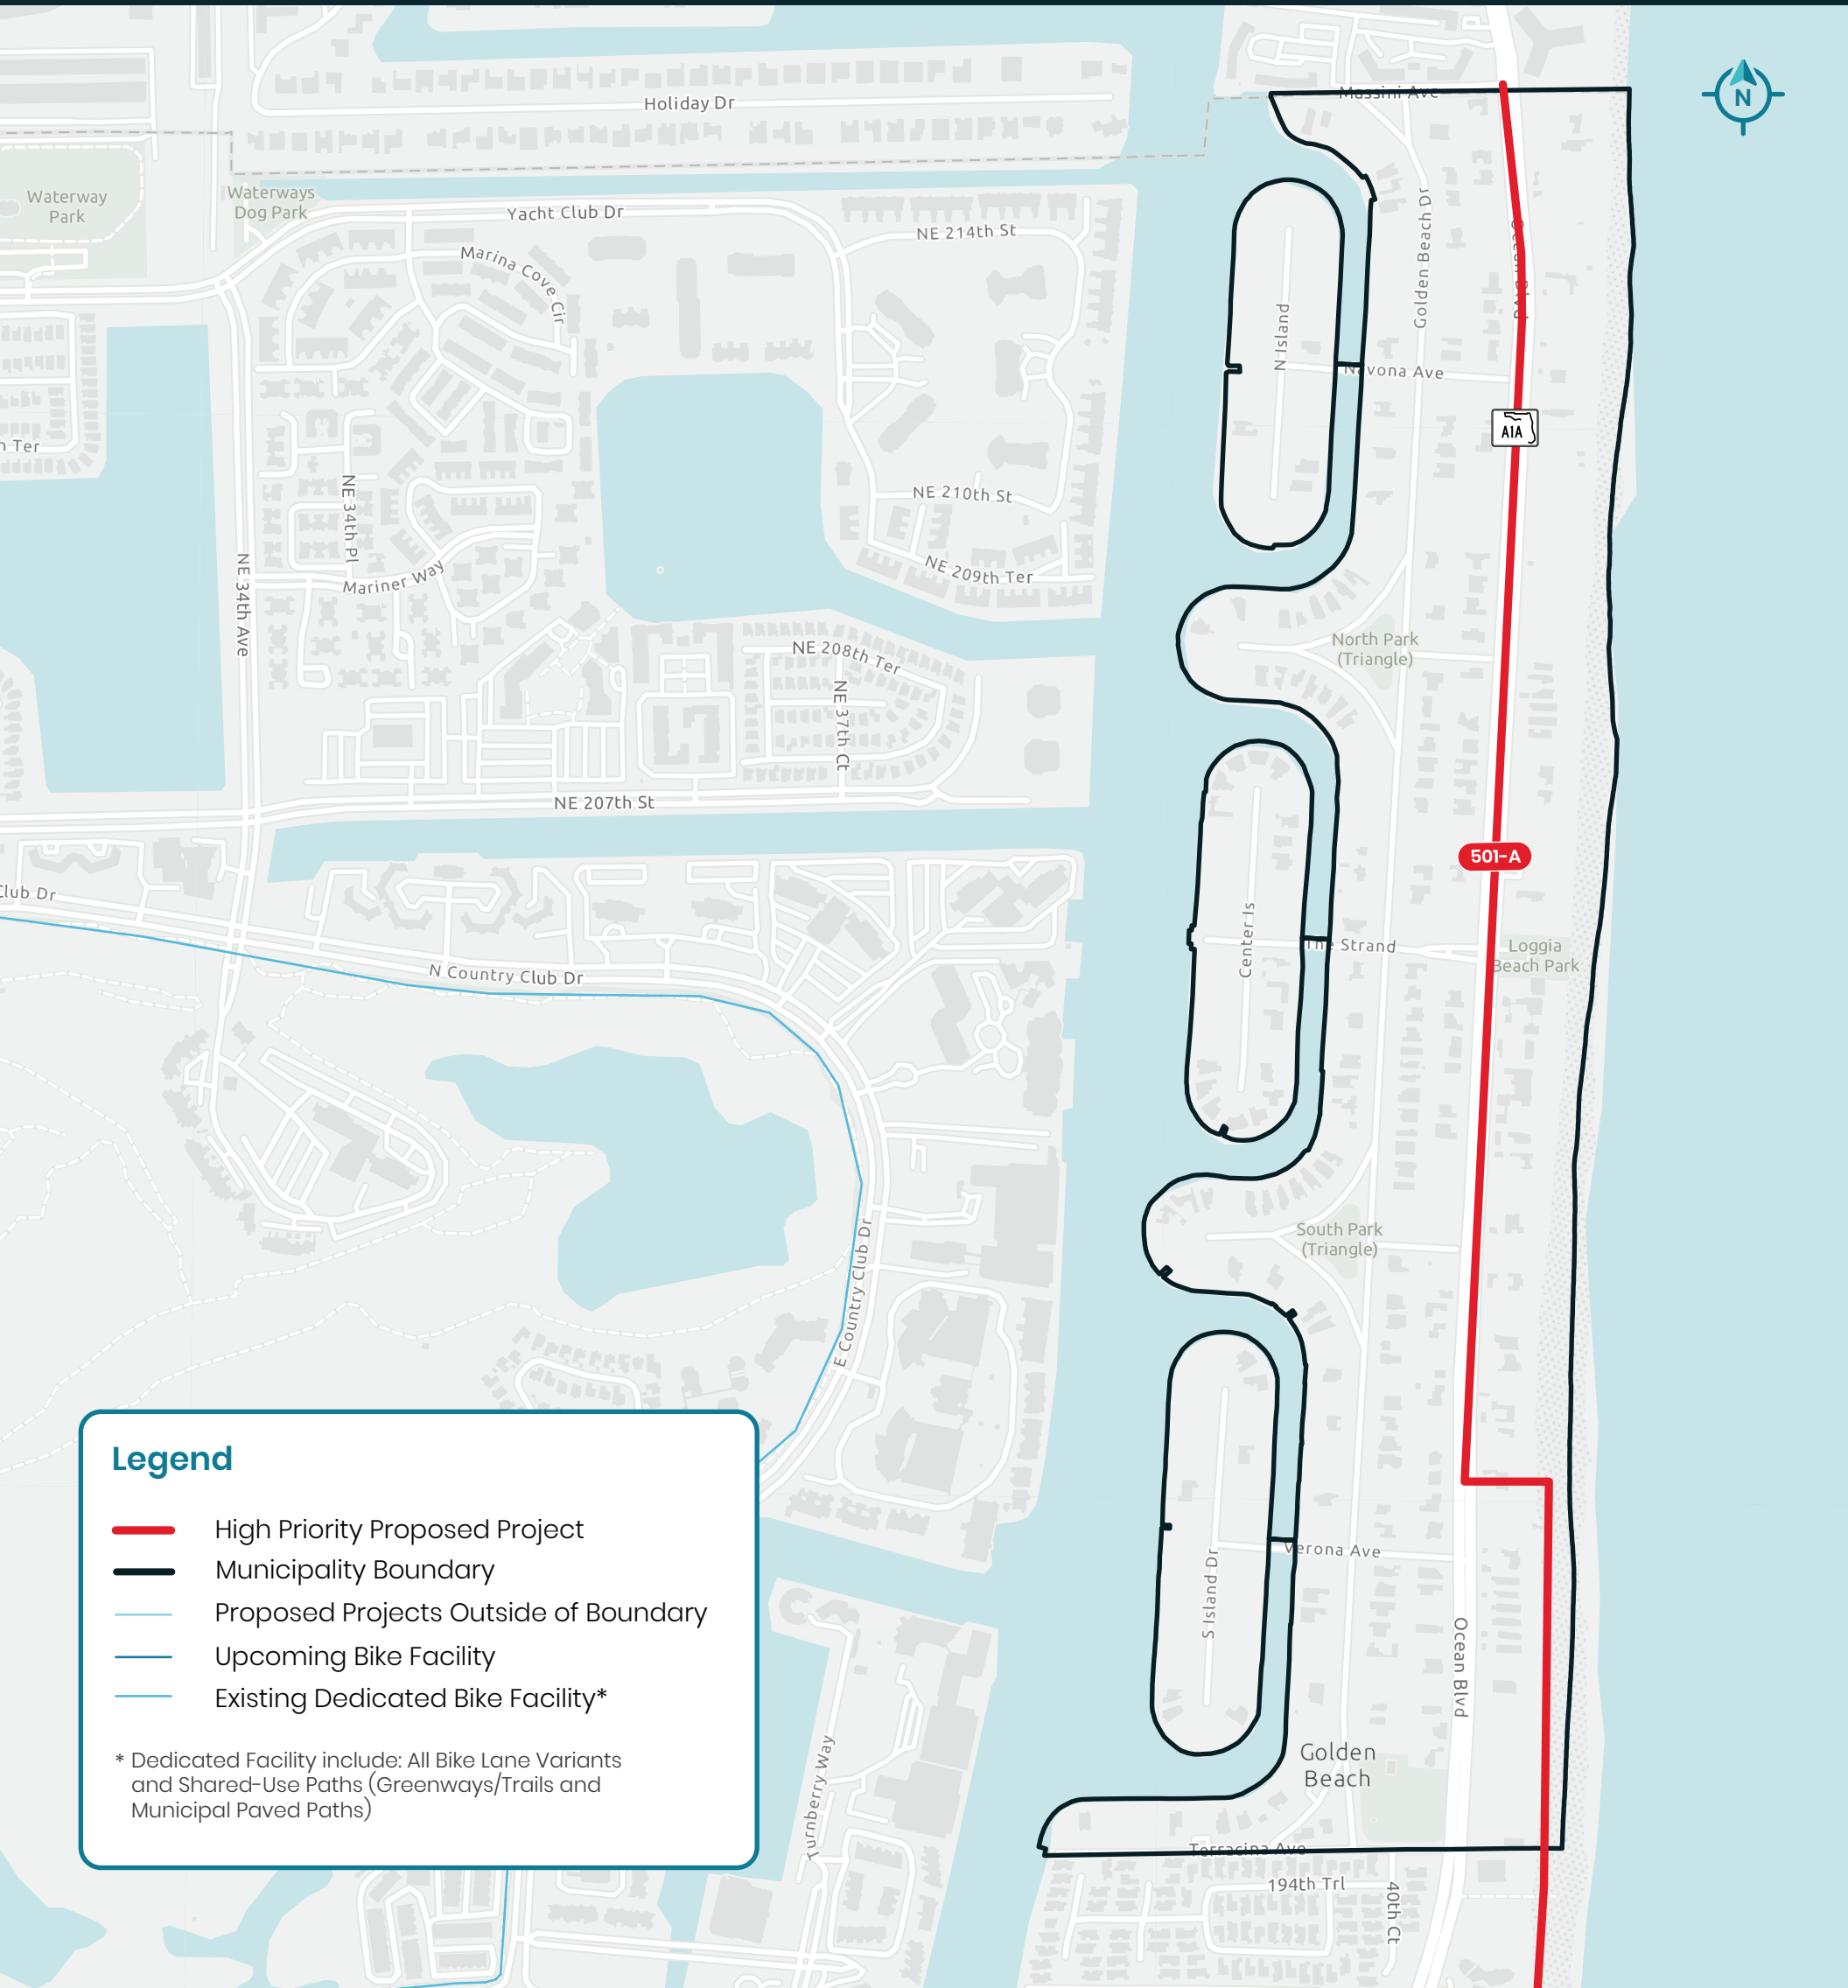 N
Holiday Dr
Massini Ave
Waterway
Park
Waterways
Dog Park
Yacht Club Dr
NE 214th St
Marina Cove Cir
Golden Beach Dr
Ocean Blvd
N Island
Navona Ave
A1A
n Ter
NE 34th Pl
NE 210th St
NE 209th Ter
Mariner Way
NE 34th Ave
North Park
(Triangle)
NE 208th Ter
NE 37th Ct
NE 207th St
501-A
Club Dr
N Country Club Dr
Center Is
The Strand
Loggia
Beach Park
E Country Club Dr
South Park
(Triangle)
S Island Dr
Verona Ave
Ocean Blvd
Golden
Beach
Turnberry Way
Terracina Ave
194th Trl
40th Ct
Legend
High Priority Proposed Project
Municipality Boundary
Proposed Projects Outside of Boundary
Upcoming Bike Facility
Existing Dedicated Bike Facility*
* Dedicated Facility include: All Bike Lane Variants
and Shared-Use Paths (Greenways/Trails and
Municipal Paved Paths)